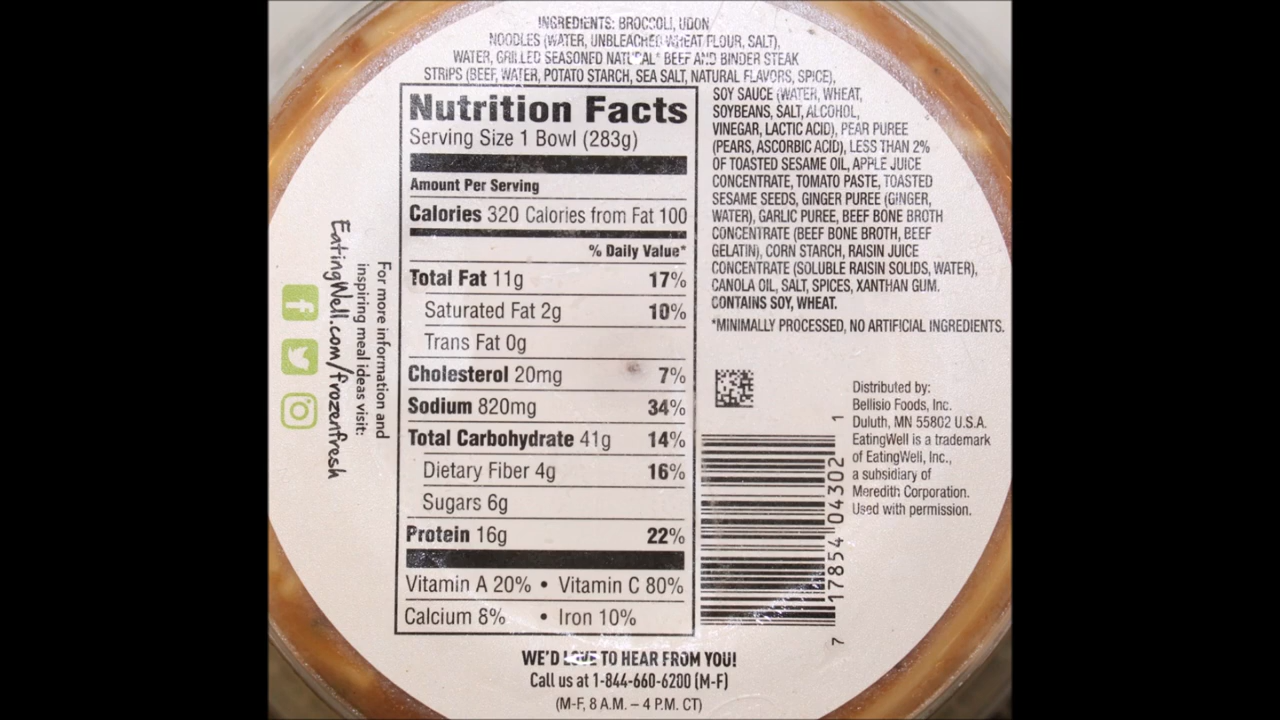 INGREDIENTS: BROCCOLI, UDON
NOODLES (WATER, UNBLEACHED WHEAT FLOUR, SALT),
WATER, GRILLED SEASONED NATURAL* BEEF AND BINDER STEAK
STRIPS (BEEF, WATER, POTATO STARCH, SEA SALT, NATURAL FLAVORS, SPICE),
SOY SAUCE (WATER, WHEAT,
SOYBEANS, SALT, ALCOHOL,
VINEGAR, LACTIC ACID), PEAR PUREE
(PEARS, ASCORBIC ACID), LESS THAN 2%
OF TOASTED SESAME OIL, APPLE JUICE
CONCENTRATE, TOMATO PASTE, TOASTED
SESAME SEEDS, GINGER PUREE (GINGER,
WATER), GARLIC PUREE, BEEF BONE BROTH
CONCENTRATE (BEEF BONE BROTH, BEEF
GELATIN), CORN STARCH, RAISIN JUICE
CONCENTRATE (SOLUBLE RAISIN SOLIDS, WATER),
CANOLA OIL, SALT, SPICES, XANTHAN GUM.
CONTAINS SOY, WHEAT.
*MINIMALLY PROCESSED, NO ARTIFICIAL INGREDIENTS.
Nutrition Facts
Serving Size 1 Bowl (283g)
Amount Per Serving
Calories 320 Calories from Fat 100
% Daily Value*
Total Fat 11g 17%
Saturated Fat 2g 10%
Trans Fat 0g
Cholesterol 20mg 7%
Sodium 820mg 34%
Total Carbohydrate 41g 14%
Dietary Fiber 4g 16%
Sugars 6g
Protein 16g 22%
Vitamin A 20% • Vitamin C 80%
Calcium 8% • Iron 10%
For more information and
inspiring meal ideas visit:
EatingWell.com/frozenfresh
Distributed by:
Bellisio Foods, Inc.
Duluth, MN 55802 U.S.A.
EatingWell is a trademark
of EatingWell, Inc.,
a subsidiary of
Meredith Corporation.
Used with permission.
7 17854 04302 1
WE'D LOVE TO HEAR FROM YOU!
Call us at 1-844-660-6200 (M-F)
(M-F, 8 A.M. – 4 P.M. CT)